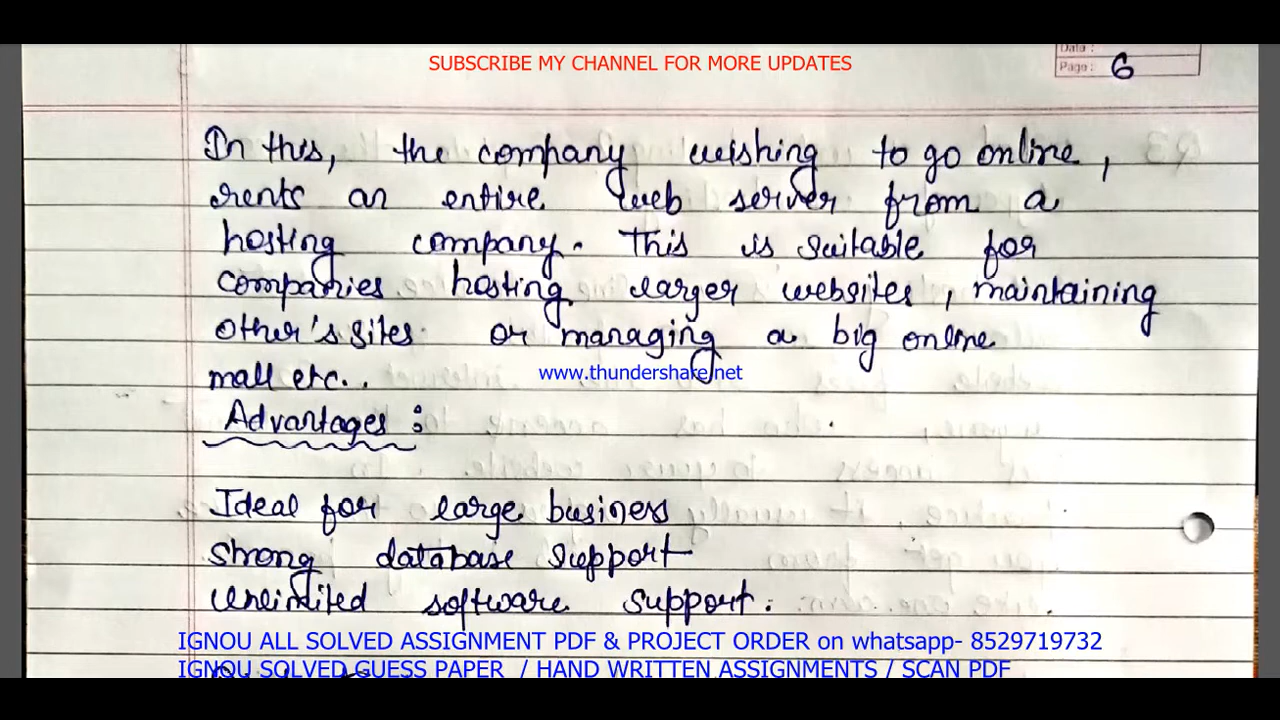 SUBSCRIBE MY CHANNEL FOR MORE UPDATES
Date :
Page : 6
In this, the company wishing to go online,
rents an entire web server from a
hosting company. This is suitable for
companies hosting larger websites, maintaining
other's sites or managing a big online
mall etc..
www.thundershare.net
Advantages :
Ideal for large business
strong database support
unlimited software support.
IGNOU ALL SOLVED ASSIGNMENT PDF & PROJECT ORDER on whatsapp- 8529719732
IGNOU SOLVED GUESS PAPER / HAND WRITTEN ASSIGNMENTS / SCAN PDF